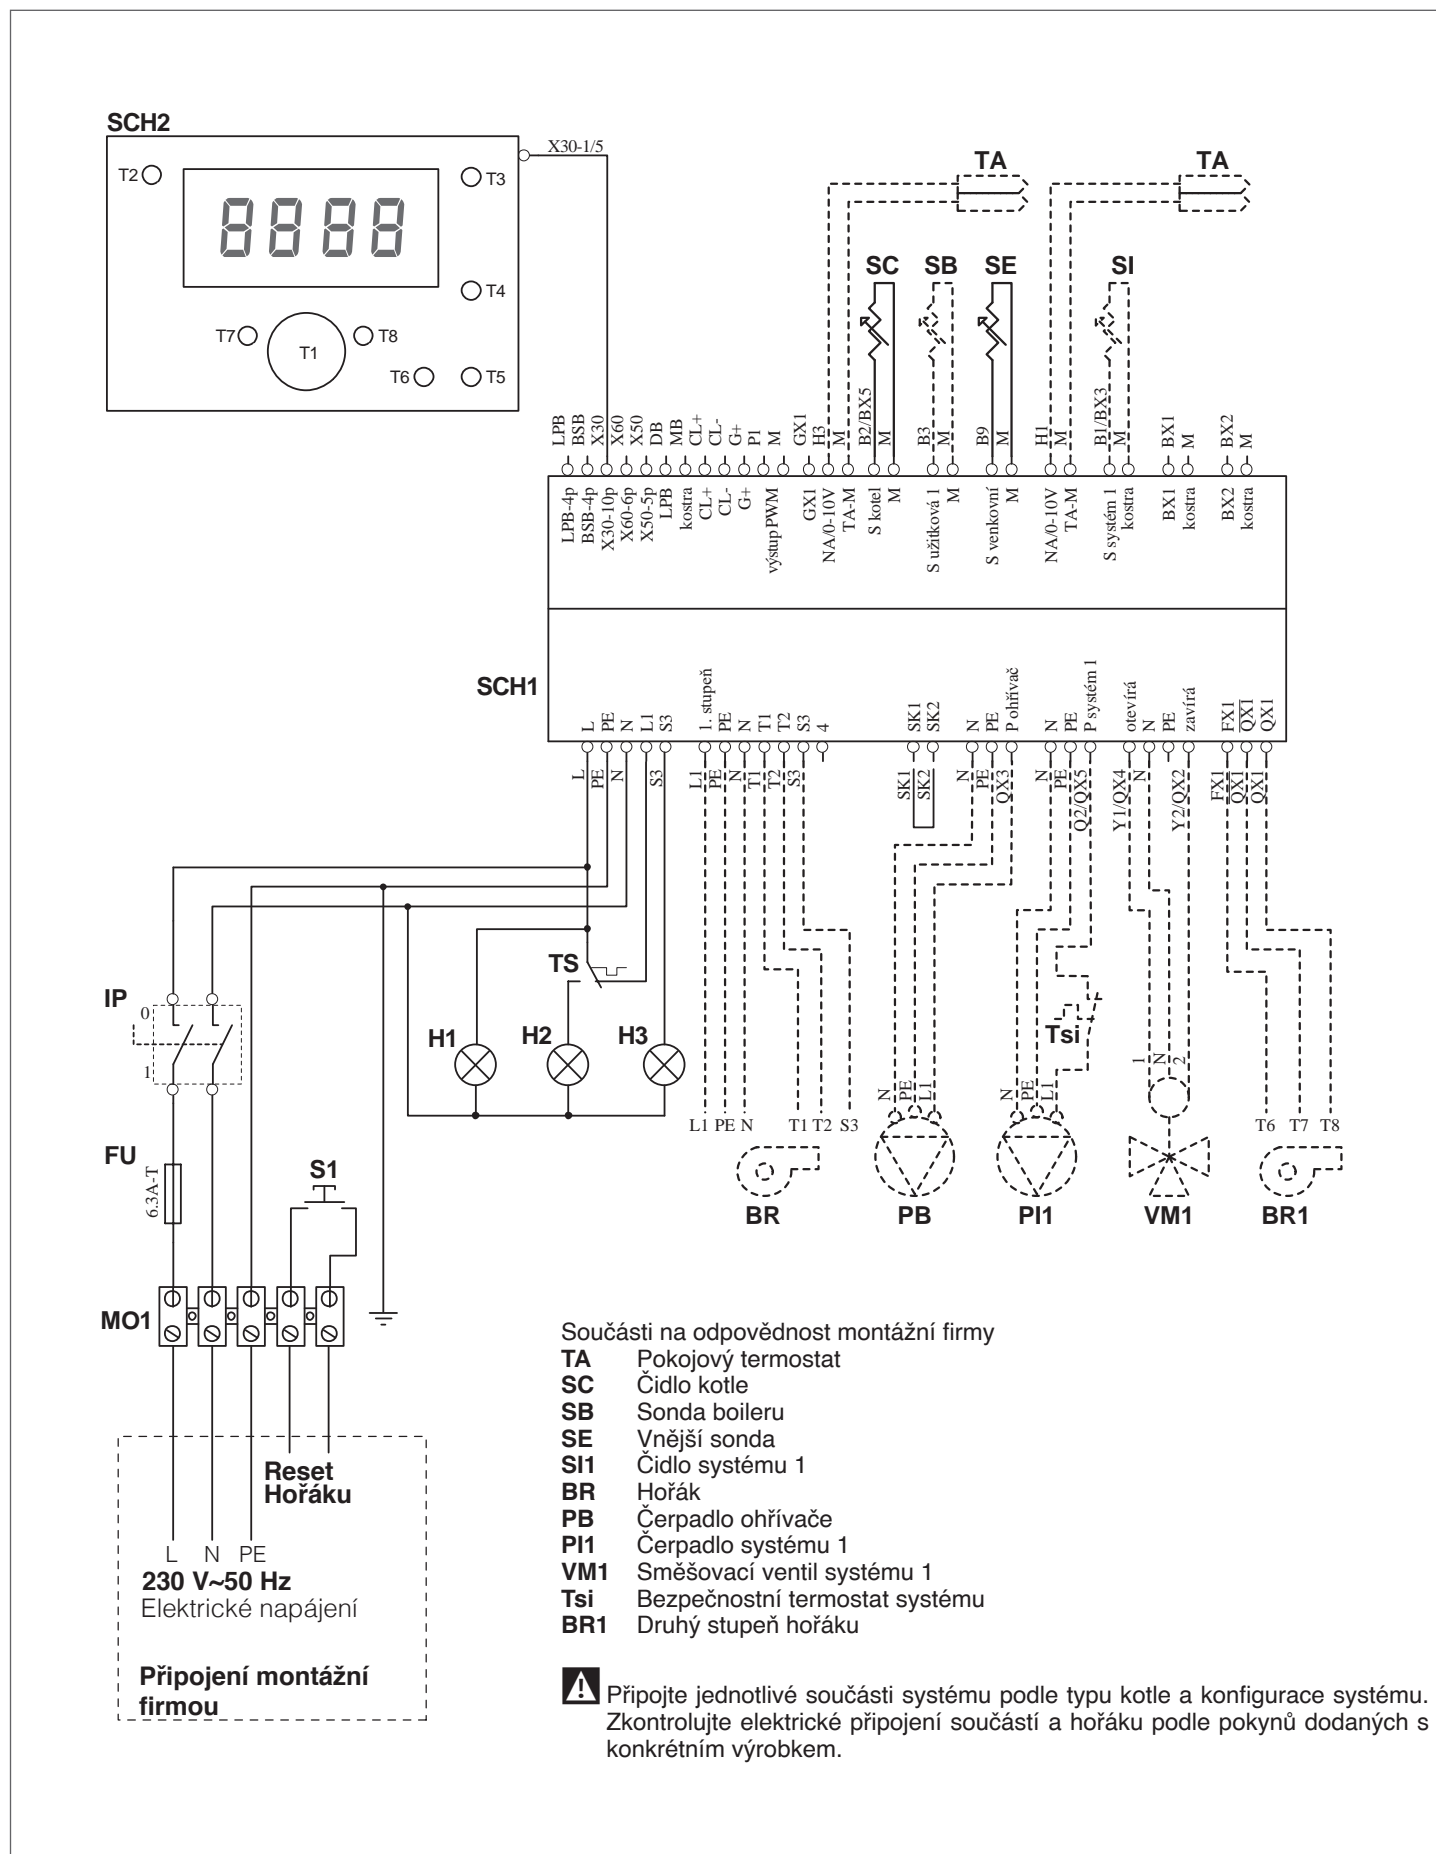 SCH2
X30-1/5
T2
T3
T4
T7
T8
T1
T6
T5
TA
TA
SC
SB
SE
SI
LPB
BSB
X30
X60
X50
DB
MB
CL+
CL-
G+
P1
M
GX1
H3
M
B2/BX5
M
B3
M
B9
M
H1
M
B1/BX3
M
BX1
M
BX2
M
LPB-4p
BSB-4p
X30-10p
X60-6p
X50-5p
LPB
kostra
CL+
CL-
G+
výstup PWM
GX1
NA/0-10V
TA-M
S kotel
M
S užitková 1
M
S venkovní
M
NA/0-10V
TA-M
S systém 1
kostra
BX1
kostra
BX2
kostra
SCH1
L
PE
N
L1
S3
1. stupeň
PE
N
T1
T2
S3
4
SK1
SK2
N
PE
P ohřívač
N
PE
P systém 1
otevírá
N
PE
zavírá
FX1
QX1
QX1
L
PE
N
S3
L1
PE
N
T1
T2
S3
SK1
SK2
N
PE
QX3
N
PE
Q2/QX5
Y1/QX4
N
Y2/QX2
FX1
QX1
QX1
TS
IP
0
1
H1
H2
H3
Tsi
1
N
2
N
PE
L1
N
PE
L1
L1 PE N
T1 T2 S3
T6 T7 T8
BR
PB
PI1
VM1
BR1
FU
6.3A-T
S1
MO1
Reset
Hořáku
L N PE
230 V~50 Hz
Elektrické napájení
Připojení montážní
firmou
Součásti na odpovědnost montážní firmy
TA Pokojový termostat
SC Čidlo kotle
SB Sonda boileru
SE Vnější sonda
SI1 Čidlo systému 1
BR Hořák
PB Čerpadlo ohřívače
PI1 Čerpadlo systému 1
VM1 Směšovací ventil systému 1
Tsi Bezpečnostní termostat systému
BR1 Druhý stupeň hořáku
Připojte jednotlivé součásti systému podle typu kotle a konfigurace systému.
Zkontrolujte elektrické připojení součástí a hořáku podle pokynů dodaných s
konkrétním výrobkem.